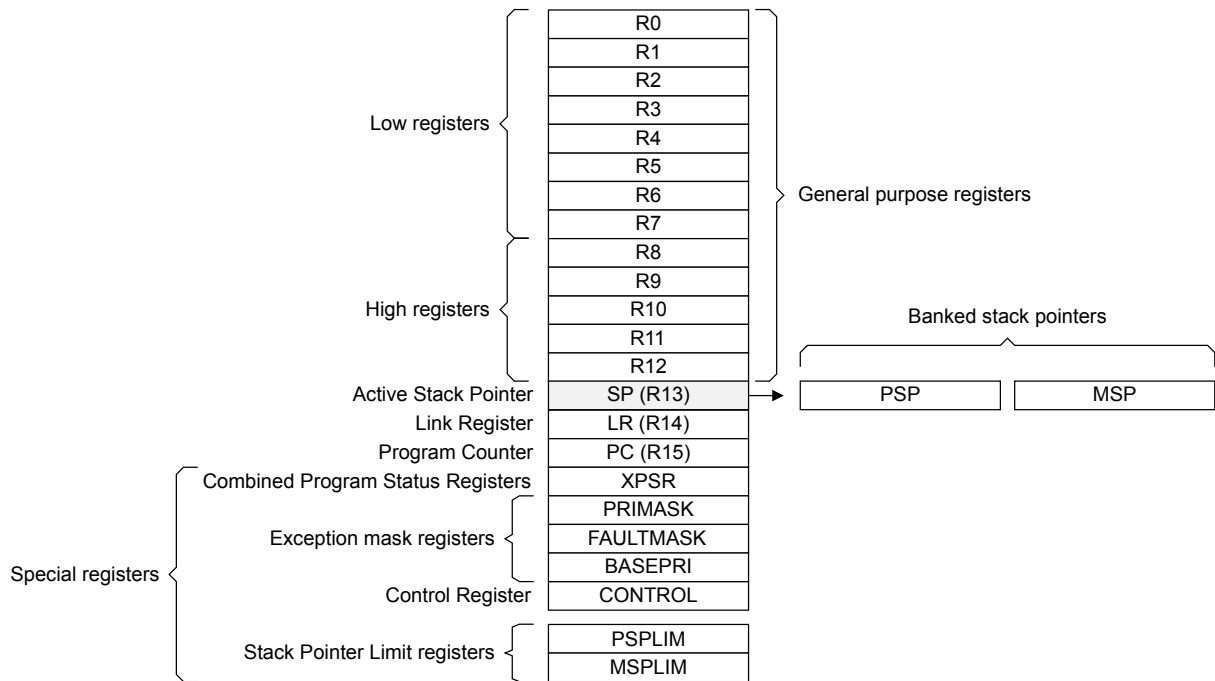 R0
R1
R2
R3
Low registers
R4
R5
R6
General purpose registers
R7
R8
R9
High registers
R10
Banked stack pointers
R11
R12
Active Stack Pointer SP (R13) PSP MSP
Link Register LR (R14)
Program Counter PC (R15)
Combined Program Status Registers XPSR
PRIMASK
Exception mask registers FAULTMASK
Special registers
BASEPRI
Control Register CONTROL
PSPLIM
Stack Pointer Limit registers
MSPLIM